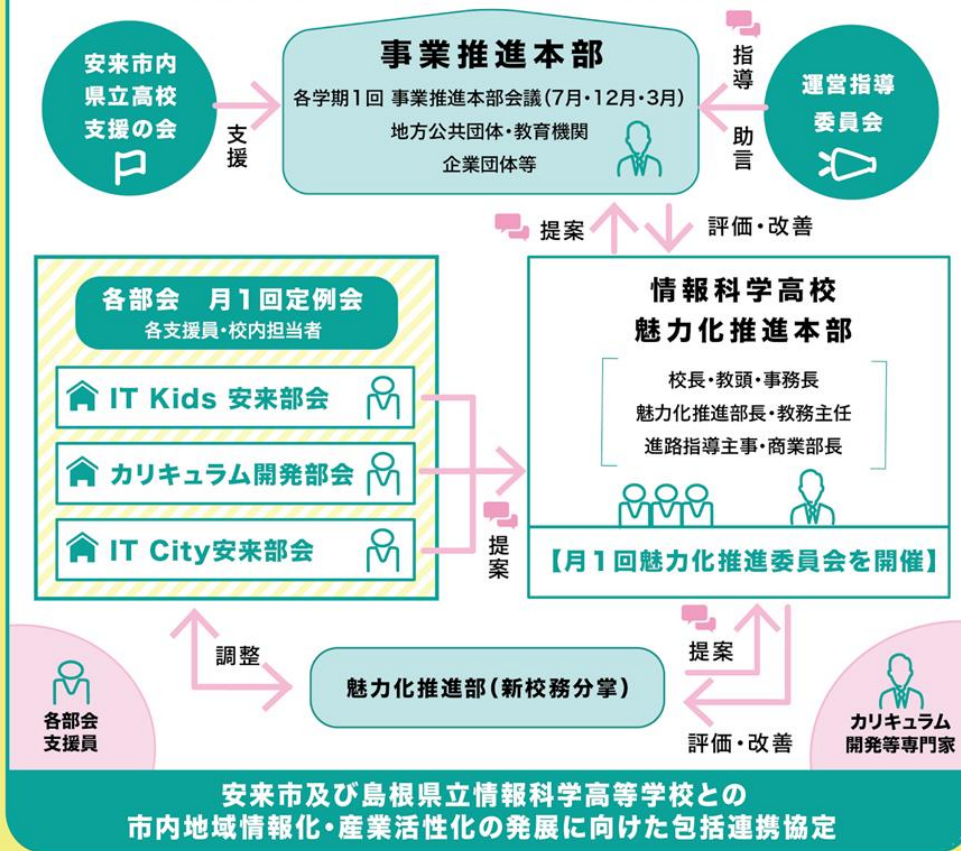 安来市内
県立高校
支援の会
支援
事業推進本部
各学期1回 事業推進本部会議(7月・12月・3月)
地方公共団体・教育機関
企業団体等
指導
助言
運営指導
委員会
提案
評価・改善
各部会 月1回定例会
各支援員・校内担当者
IT Kids 安来部会
カリキュラム開発部会
IT City安来部会
提案
情報科学高校
魅力化推進本部
校長・教頭・事務長
魅力化推進部長・教務主任
進路指導主事・商業部長
【月1回魅力化推進委員会を開催】
調整
魅力化推進部(新校務分掌)
提案
評価・改善
各部会
支援員
カリキュラム
開発等専門家
安来市及び島根県立情報科学高等学校との
市内地域情報化・産業活性化の発展に向けた包括連携協定